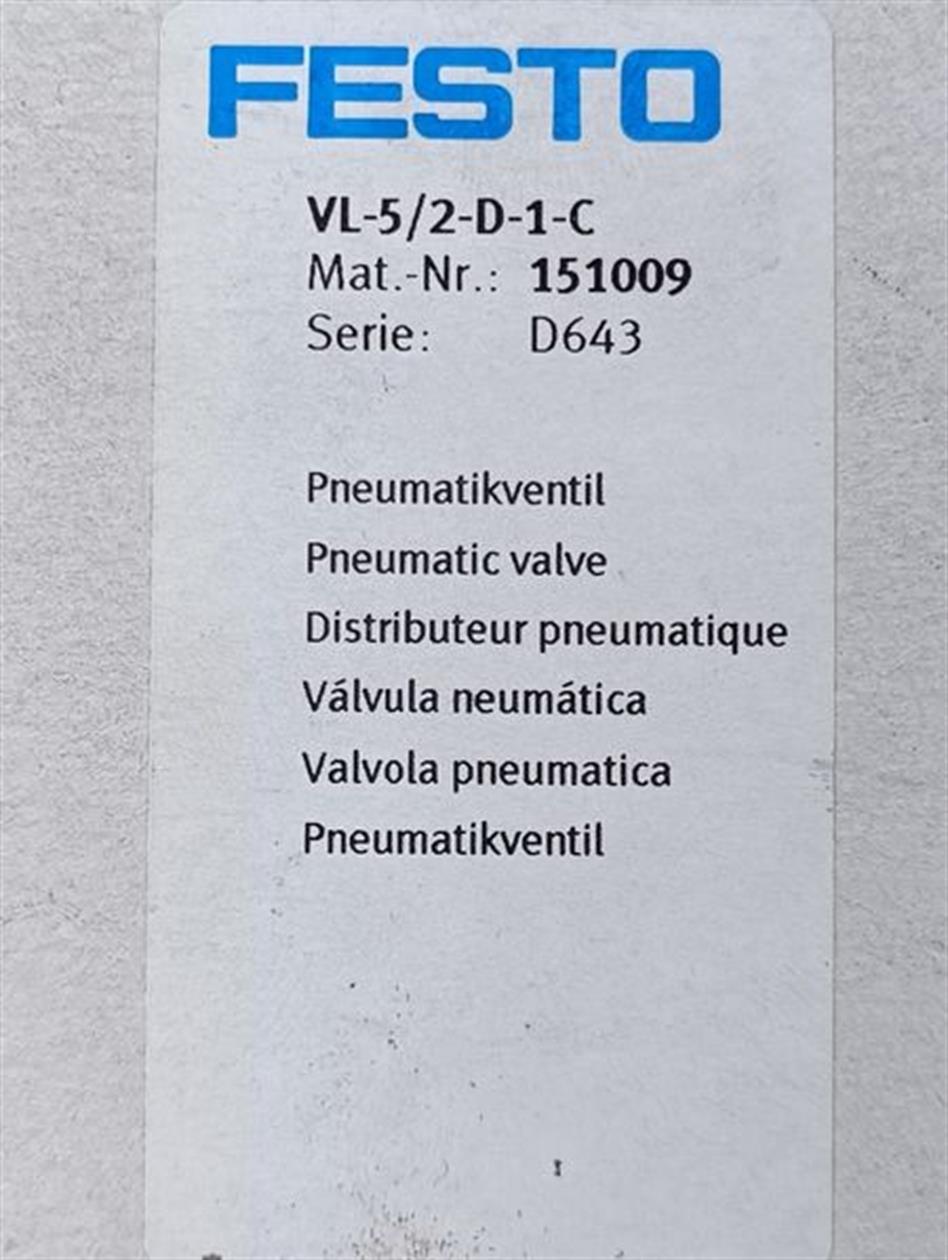 FESTO
VL-5/2-D-1-C
Mat.-Nr.: 151009
Serie: D643
Pneumatikventil
Pneumatic valve
Distributeur pneumatique
Válvula neumática
Valvola pneumatica
Pneumatikventil